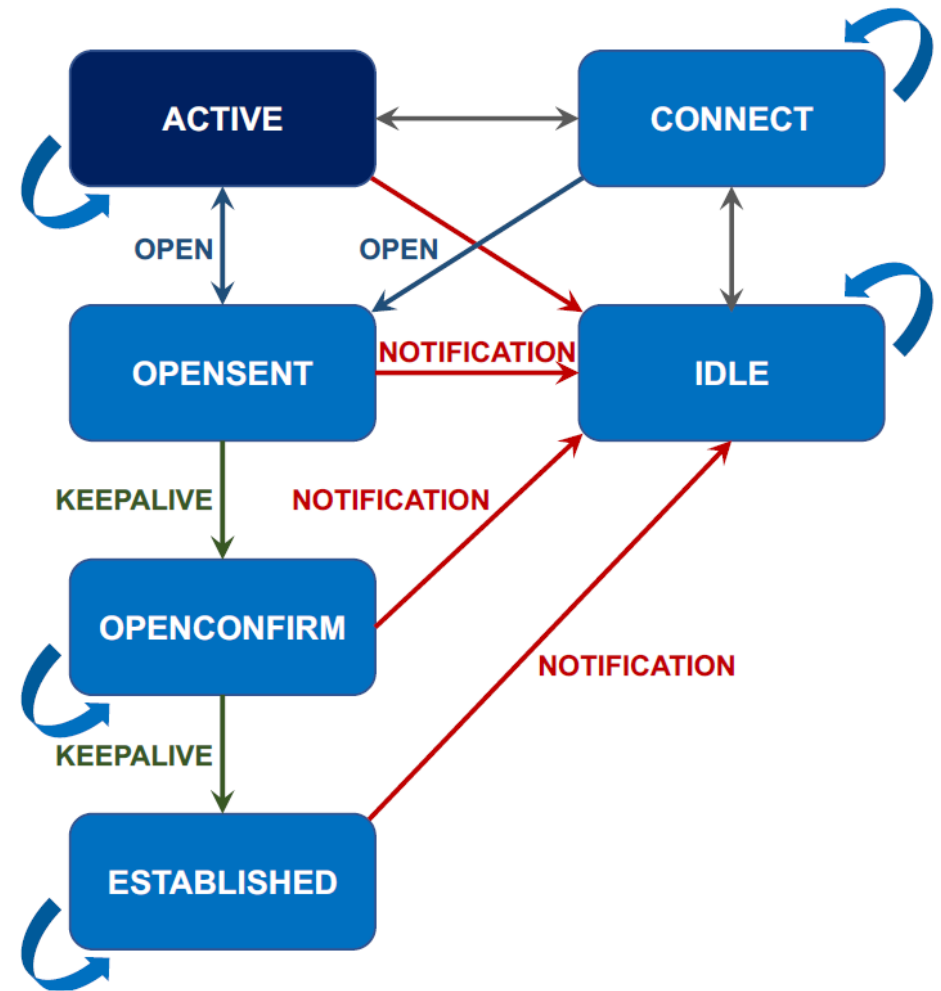 ACTIVE
CONNECT
OPEN
OPEN
OPENSENT
NOTIFICATION
IDLE
KEEPALIVE
NOTIFICATION
OPENCONFIRM
NOTIFICATION
KEEPALIVE
ESTABLISHED